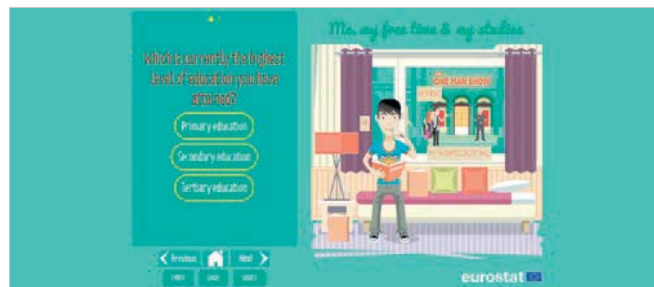 Which is currently the highest
level of education you have
attained?
Primary education
Secondary education
Tertiary education
Previous
Next
Me, my free time & my studies
ONE MAN SHOW
eurostat